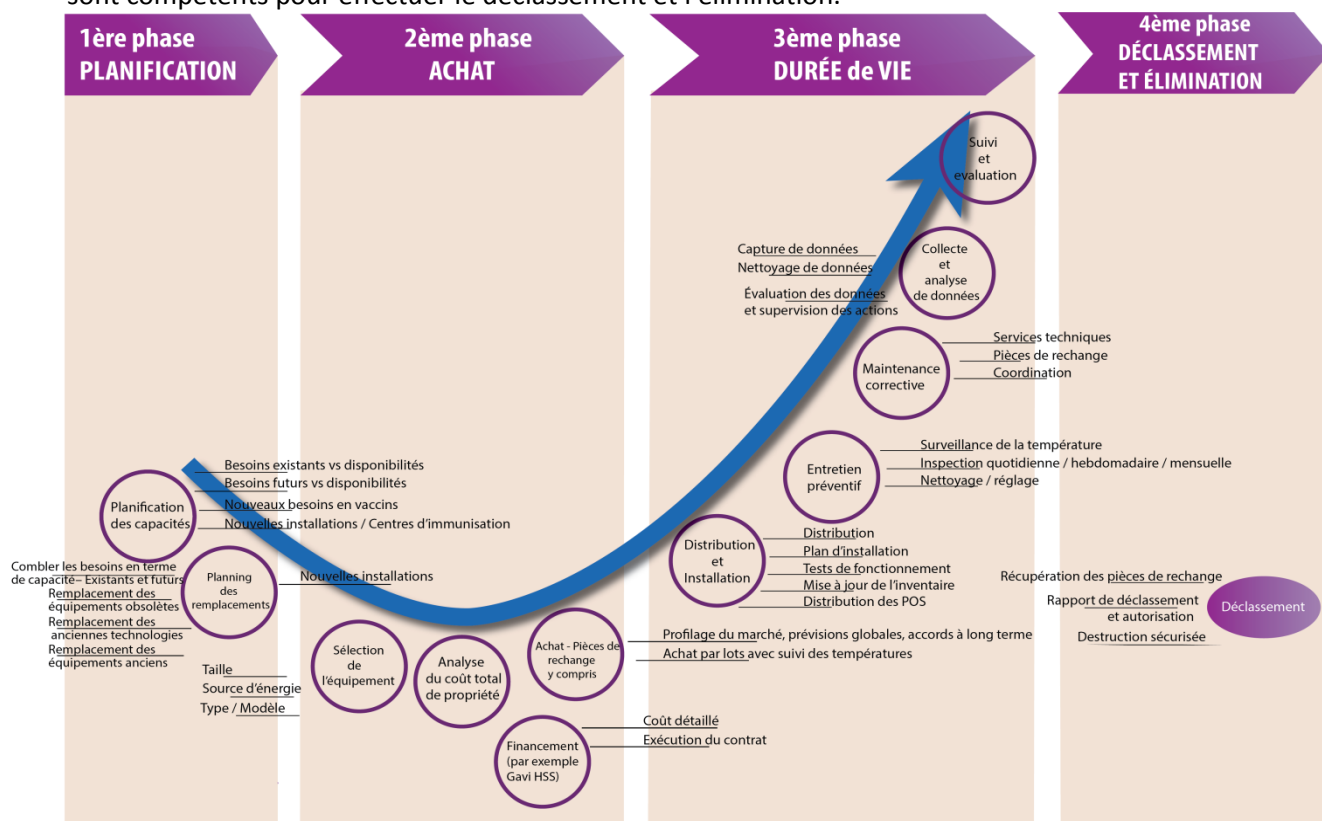 sont compétents pour effectuer le déclassement et l'élimination.
1ère phase
PLANIFICATION
2ème phase
ACHAT
3ème phase
DURÉE de VIE
4ème phase
DÉCLASSEMENT
ET ÉLIMINATION
Suivi
et
evaluation
Capture de données
Nettoyage de données
Évaluation des données
et supervision des actions
Collecte
et
analyse
de données
Services techniques
Pièces de rechange
Coordination
Maintenance
corrective
Surveillance de la température
Inspection quotidienne / hebdomadaire / mensuelle
Nettoyage / réglage
Entretien
préventif
Besoins existants vs disponibilités
Besoins futurs vs disponibilités
Nouveaux besoins en vaccins
Nouvelles installations / Centres d'immunisation
Planification
des capacités
Distribution
et
Installation
Distribution
Plan d'installation
Tests de fonctionnement
Mise à jour de l'inventaire
Distribution des POS
Combler les besoins en terme
de capacité– Existants et futurs
Remplacement des
équipements obsolètes
Remplacement des
anciennes technologies
Remplacement des
équipements anciens
Planning
des
remplacements
Nouvelles installations
Récupération des pièces de rechange
Rapport de déclassement
et autorisation
Destruction sécurisée
Déclassement
Taille
Source d'énergie
Type / Modèle
Sélection
de
l'équipement
Analyse
du coût total
de propriété
Achat - Pièces de
rechange
y compris
Profilage du marché, prévisions globales, accords à long terme
Achat par lots avec suivi des températures
Coût détaillé
Exécution du contrat
Financement
(par exemple
Gavi HSS)